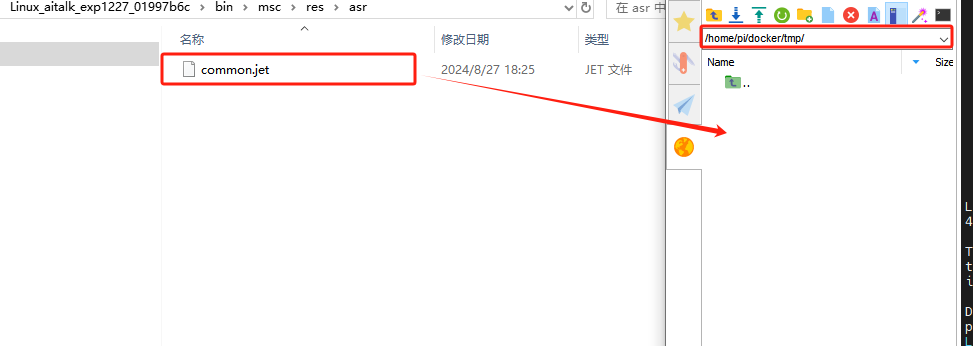 Linux_aitalk_exp1227_01997b6c > bin > msc > res > asr
在 asr 中
名称 修改日期 类型
common.jet 2024/8/27 18:25 JET 文件
/home/pi/docker/tmp/
Name Size
..
L
4
T
t
i
D
p